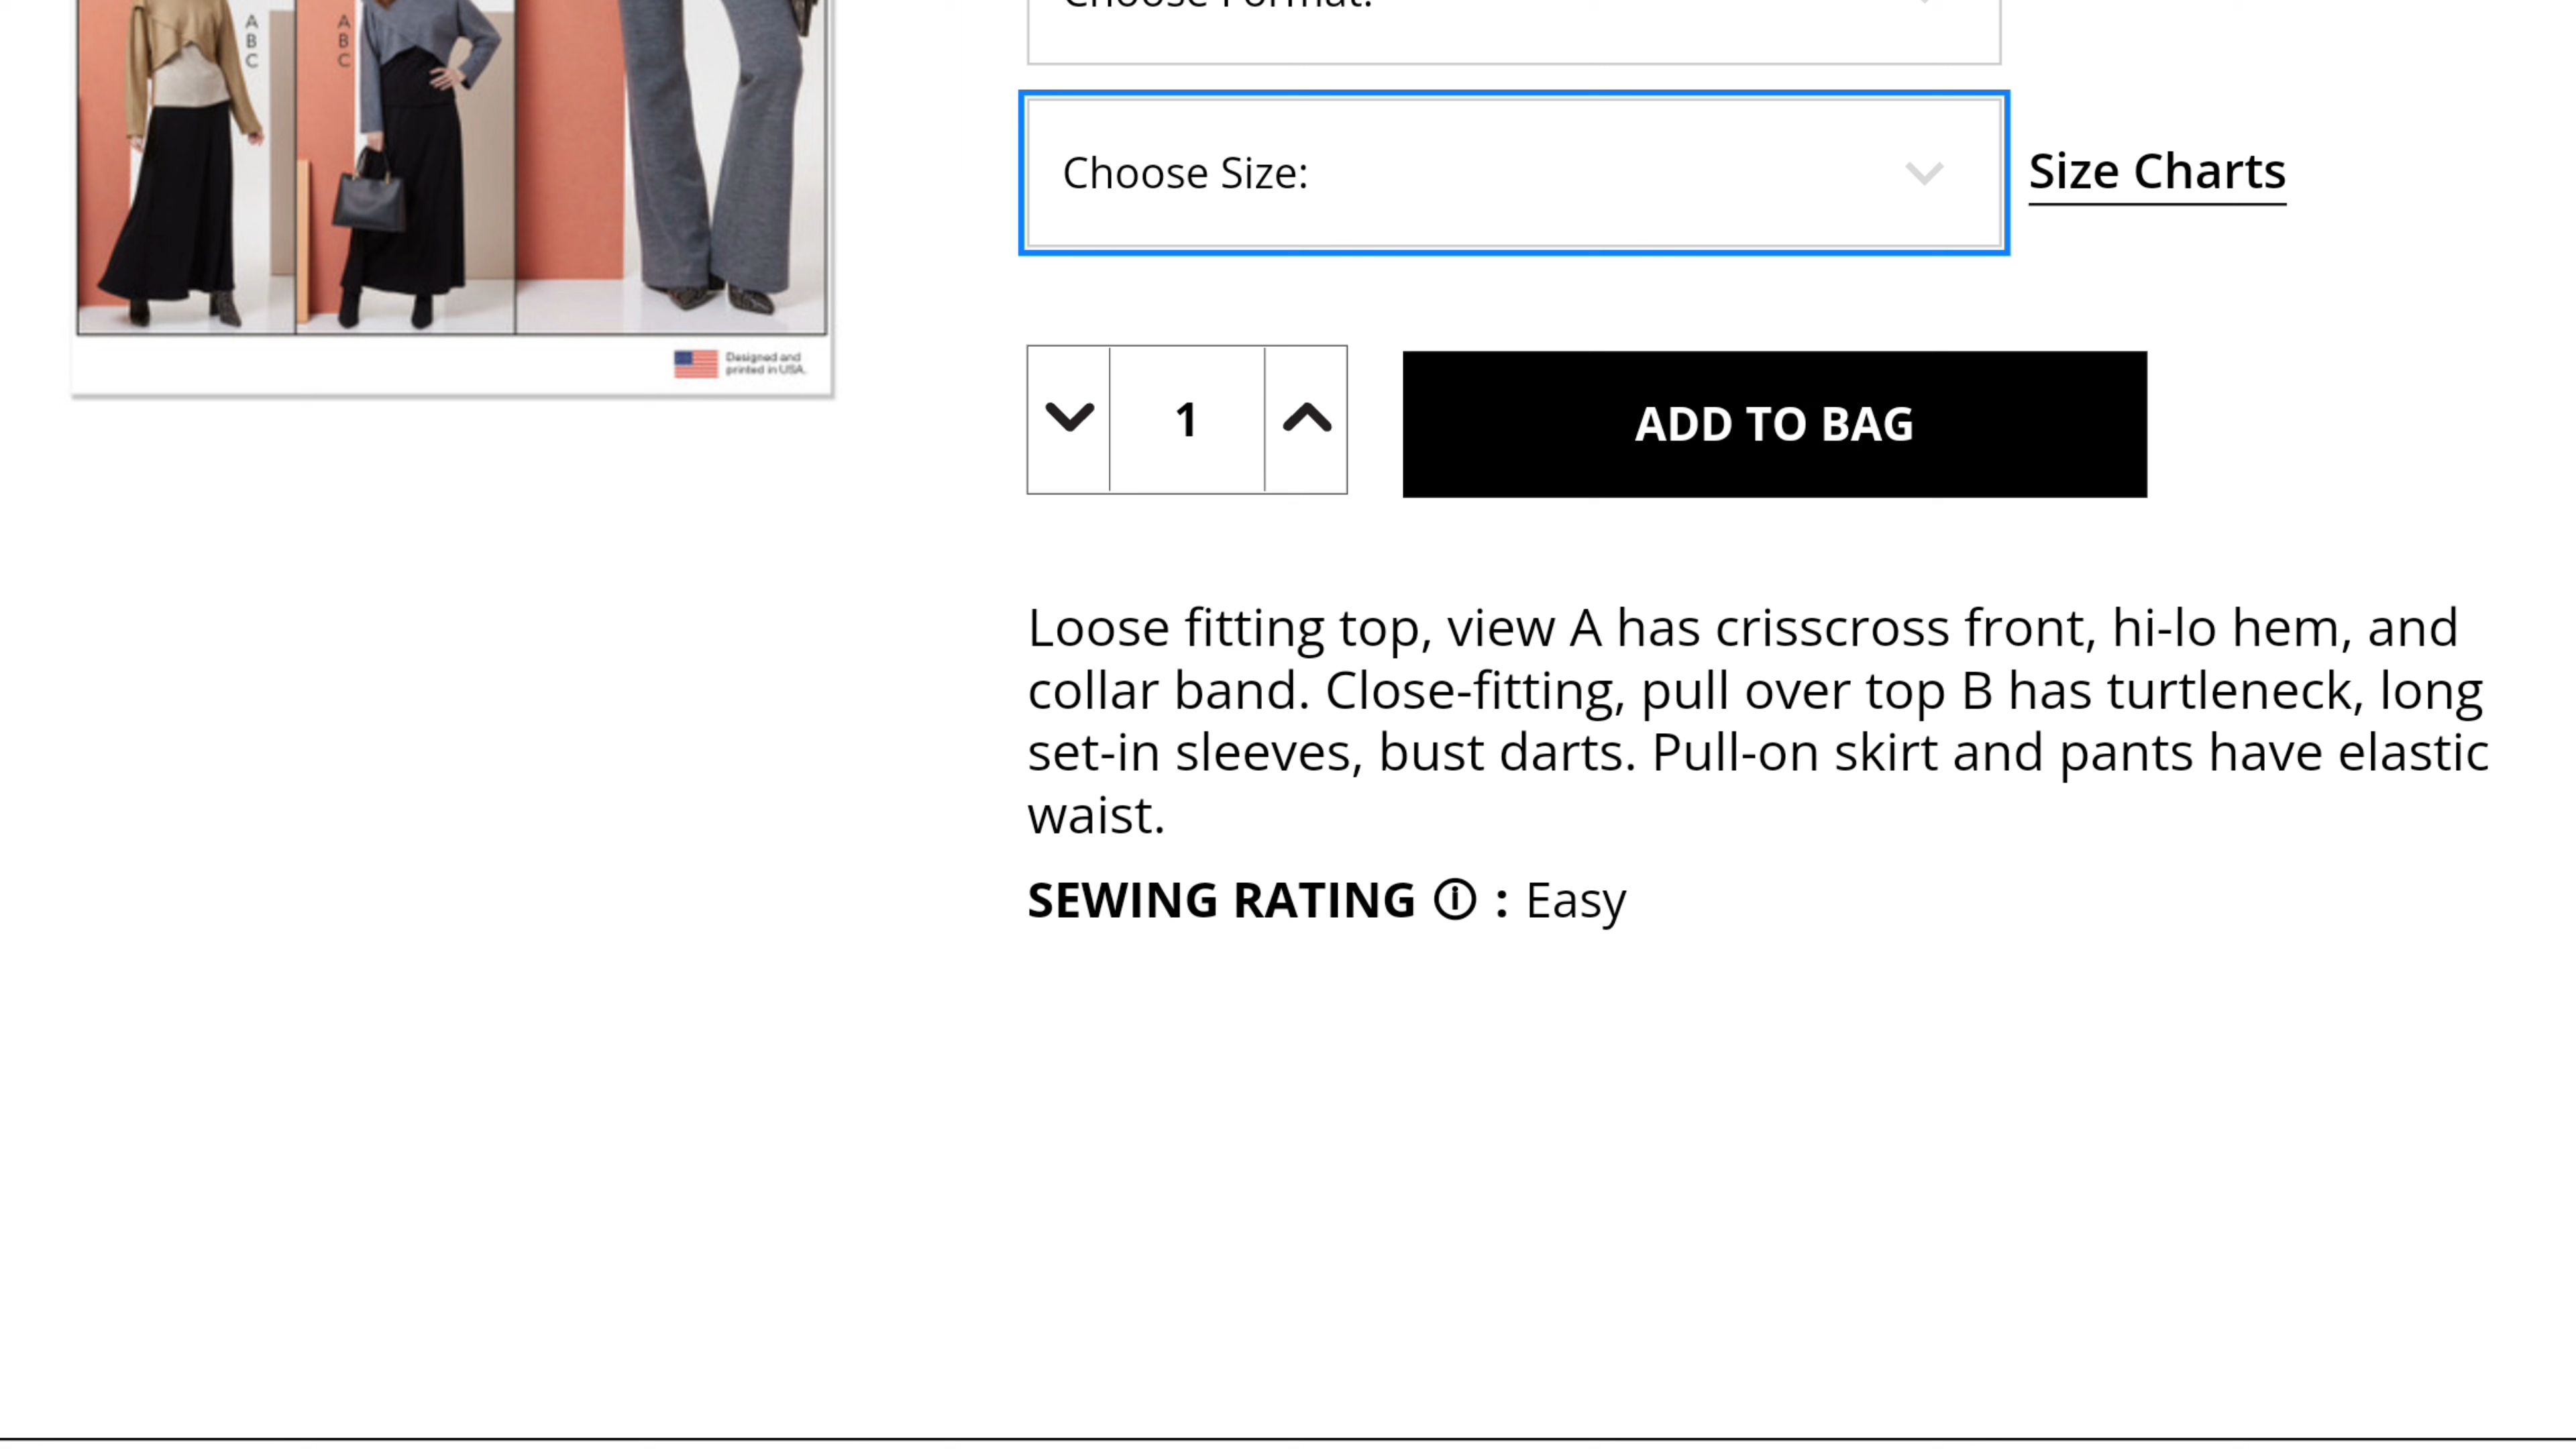 A
B
C
A
B
C
Designed and
printed in USA.
Choose Format:
Choose Size:
Size Charts
1
ADD TO BAG
Loose fitting top, view A has crisscross front, hi-lo hem, and
collar band. Close-fitting, pull over top B has turtleneck, long
set-in sleeves, bust darts. Pull-on skirt and pants have elastic
waist.
SEWING RATING ⓘ : Easy